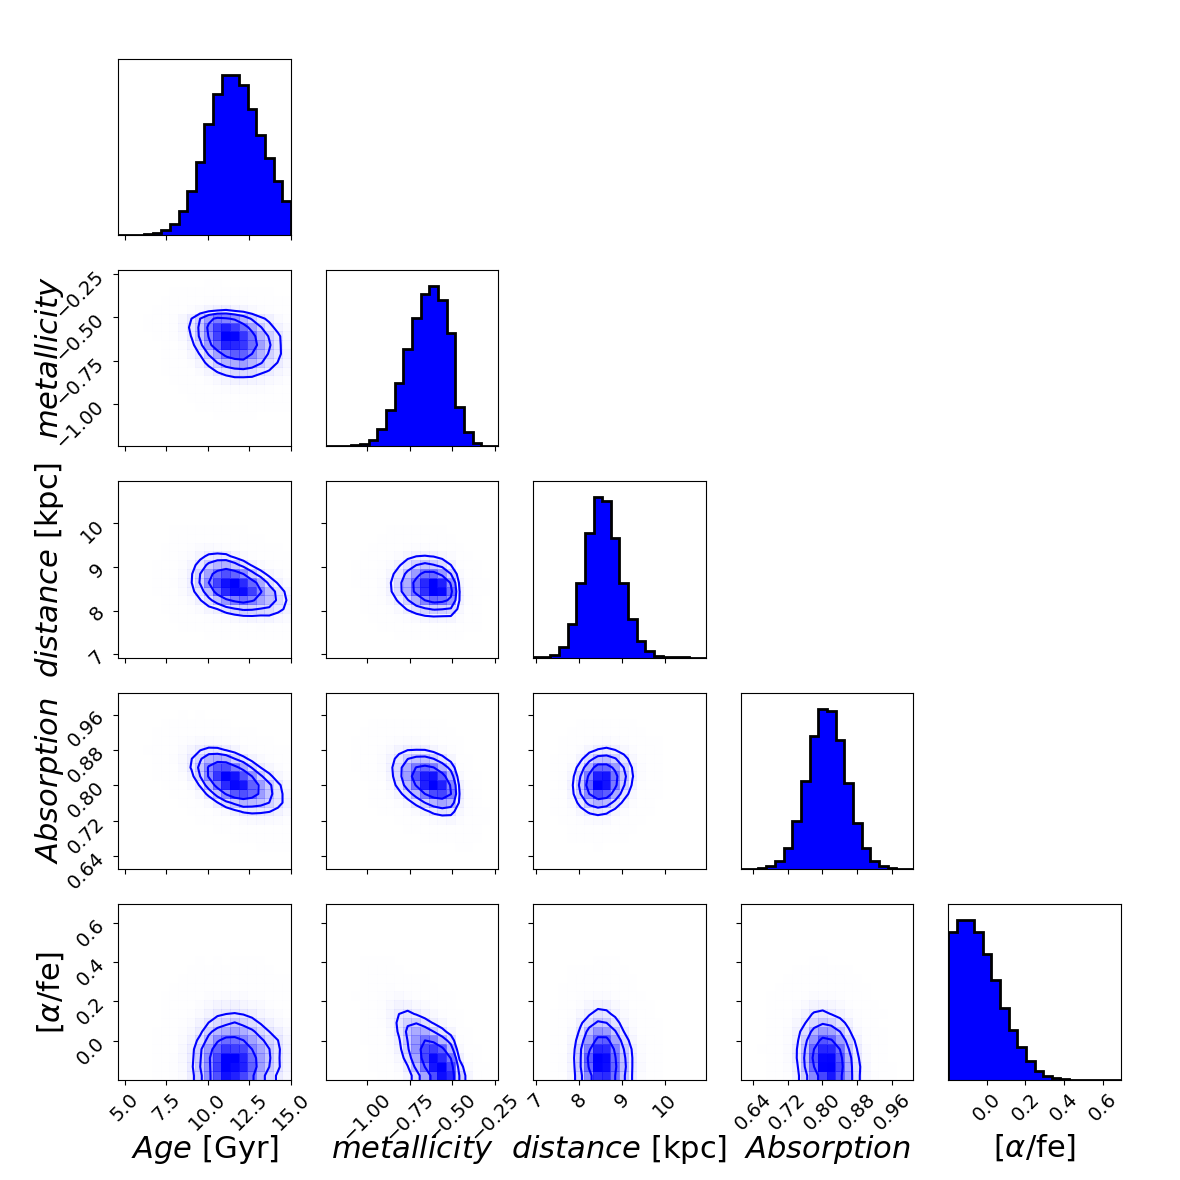 metallicity
−0.25
−0.50
−0.75
−1.00
distance [kpc]
10
9
8
7
Absorption
0.96
0.88
0.80
0.72
0.64
[α/fe]
0.6
0.4
0.2
0.0
5.0 7.5 10.0 12.5 15.0
Age [Gyr]
−1.00 −0.75 −0.50 −0.25
metallicity
7 8 9 10
distance [kpc]
0.64 0.72 0.80 0.88 0.96
Absorption
0.0 0.2 0.4 0.6
[α/fe]